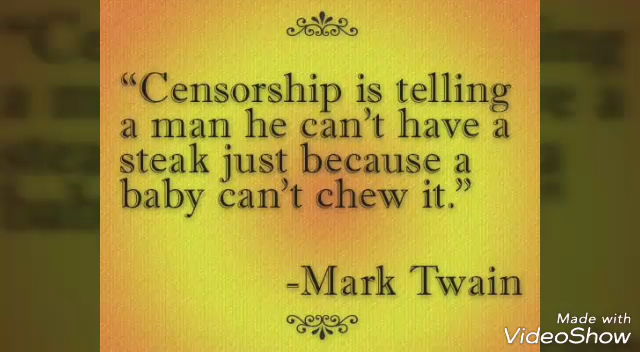 “Censorship is telling
a man he can’t have a
steak just because a
baby can’t chew it.”
-Mark Twain
Made with
VideoShow